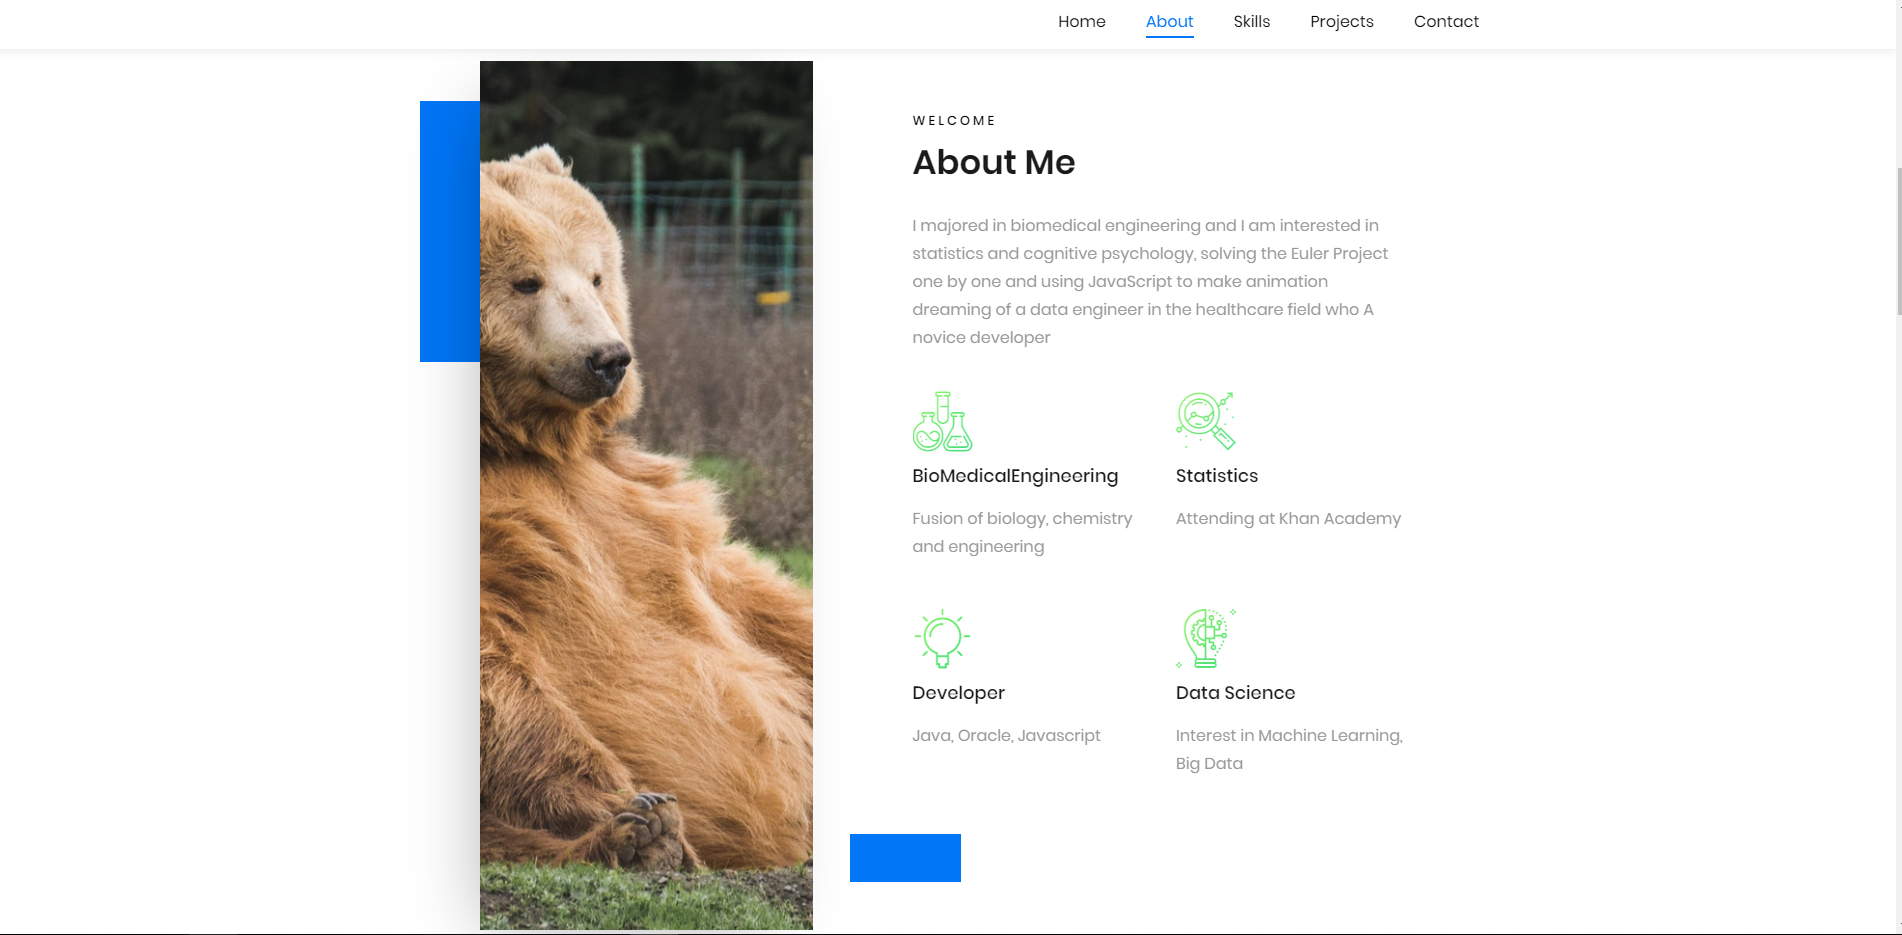 Home About Skills Projects Contact
WELCOME
About Me
I majored in biomedical engineering and I am interested in
statistics and cognitive psychology, solving the Euler Project
one by one and using JavaScript to make animation
dreaming of a data engineer in the healthcare field who A
novice developer
BioMedicalEngineering
Fusion of biology, chemistry
and engineering
Statistics
Attending at Khan Academy
Developer
Java, Oracle, Javascript
Data Science
Interest in Machine Learning,
Big Data